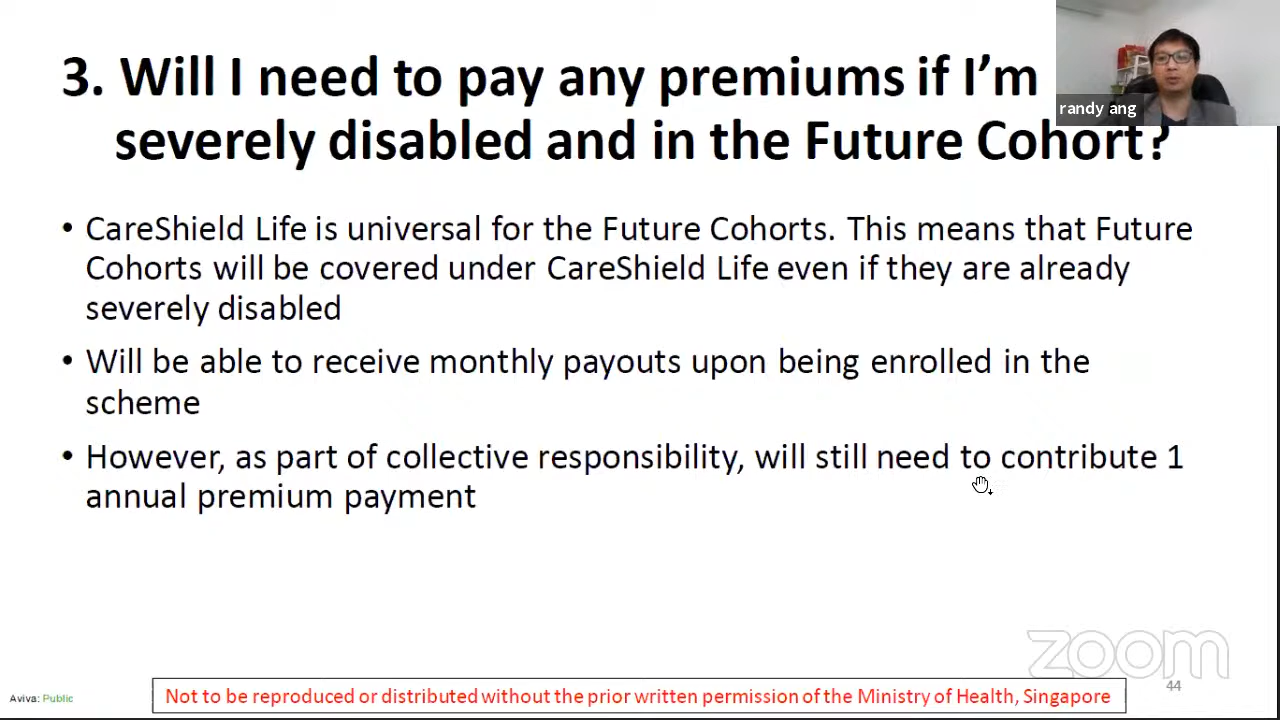 3. Will I need to pay any premiums if I'm
severely disabled and in the Future Cohort?
randy ang
• CareShield Life is universal for the Future Cohorts. This means that Future
Cohorts will be covered under CareShield Life even if they are already
severely disabled
• Will be able to receive monthly payouts upon being enrolled in the
scheme
• However, as part of collective responsibility, will still need to contribute 1
annual premium payment
zoom
44
Aviva: Public
Not to be reproduced or distributed without the prior written permission of the Ministry of Health, Singapore